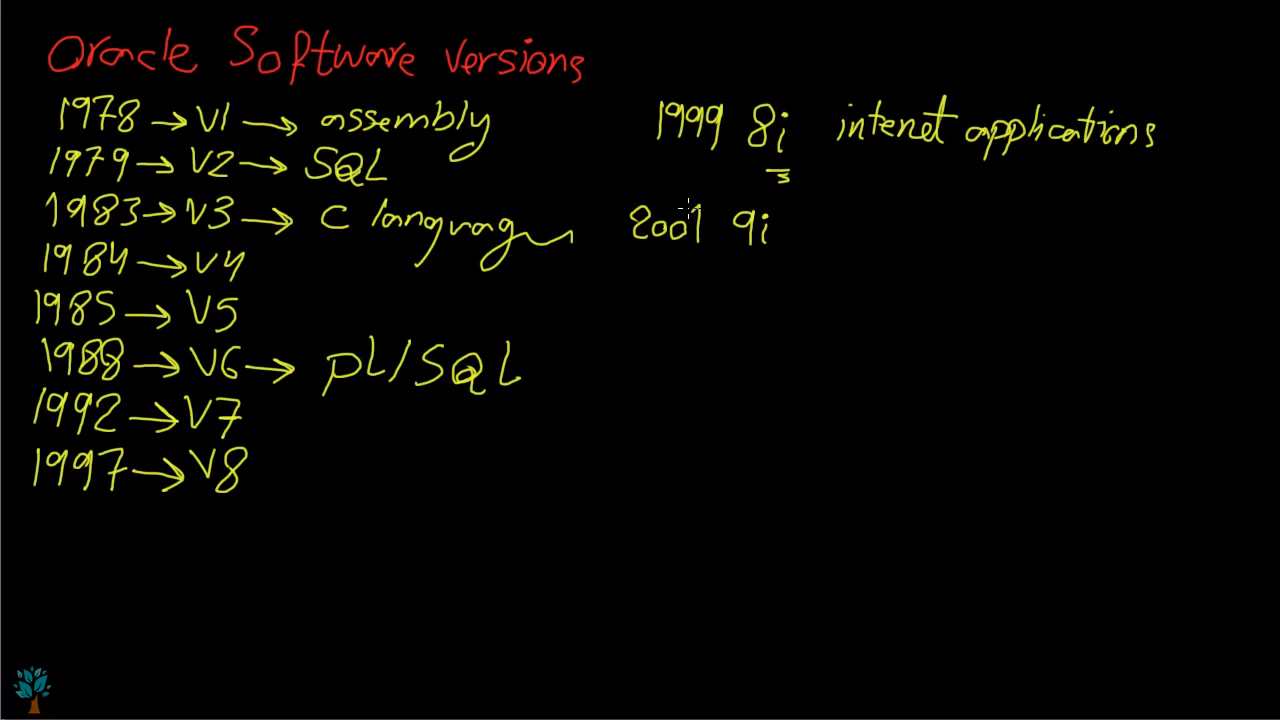 Oracle Software versions
1978 → V1 → assembly
1979 → V2 → SQL
1983 → V3 → C language
1984 → V4
1985 → V5
1988 → V6 → PL/SQL
1992 → V7
1997 → V8
1999 8i intenet applications
2001 9i